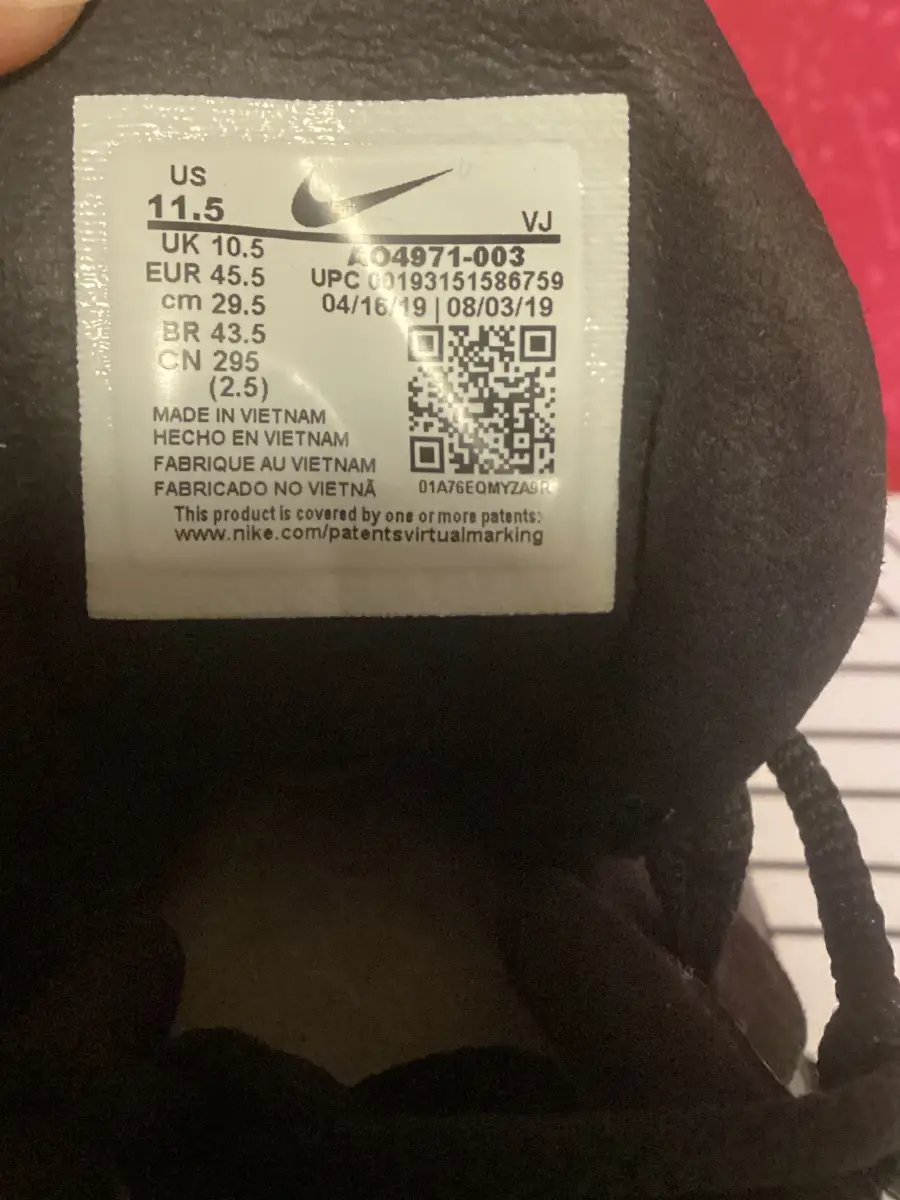 US
11.5
VJ
UK 10.5
EUR 45.5
cm 29.5
BR 43.5
CN 295
(2.5)
AO4971-003
UPC 00193151586759
04/16/19 | 08/03/19
MADE IN VIETNAM
HECHO EN VIETNAM
FABRIQUE AU VIETNAM
FABRICADO NO VIETNÃ
01A76EQMYZA9R
This product is covered by one or more patents:
www.nike.com/patentsvirtualmarking